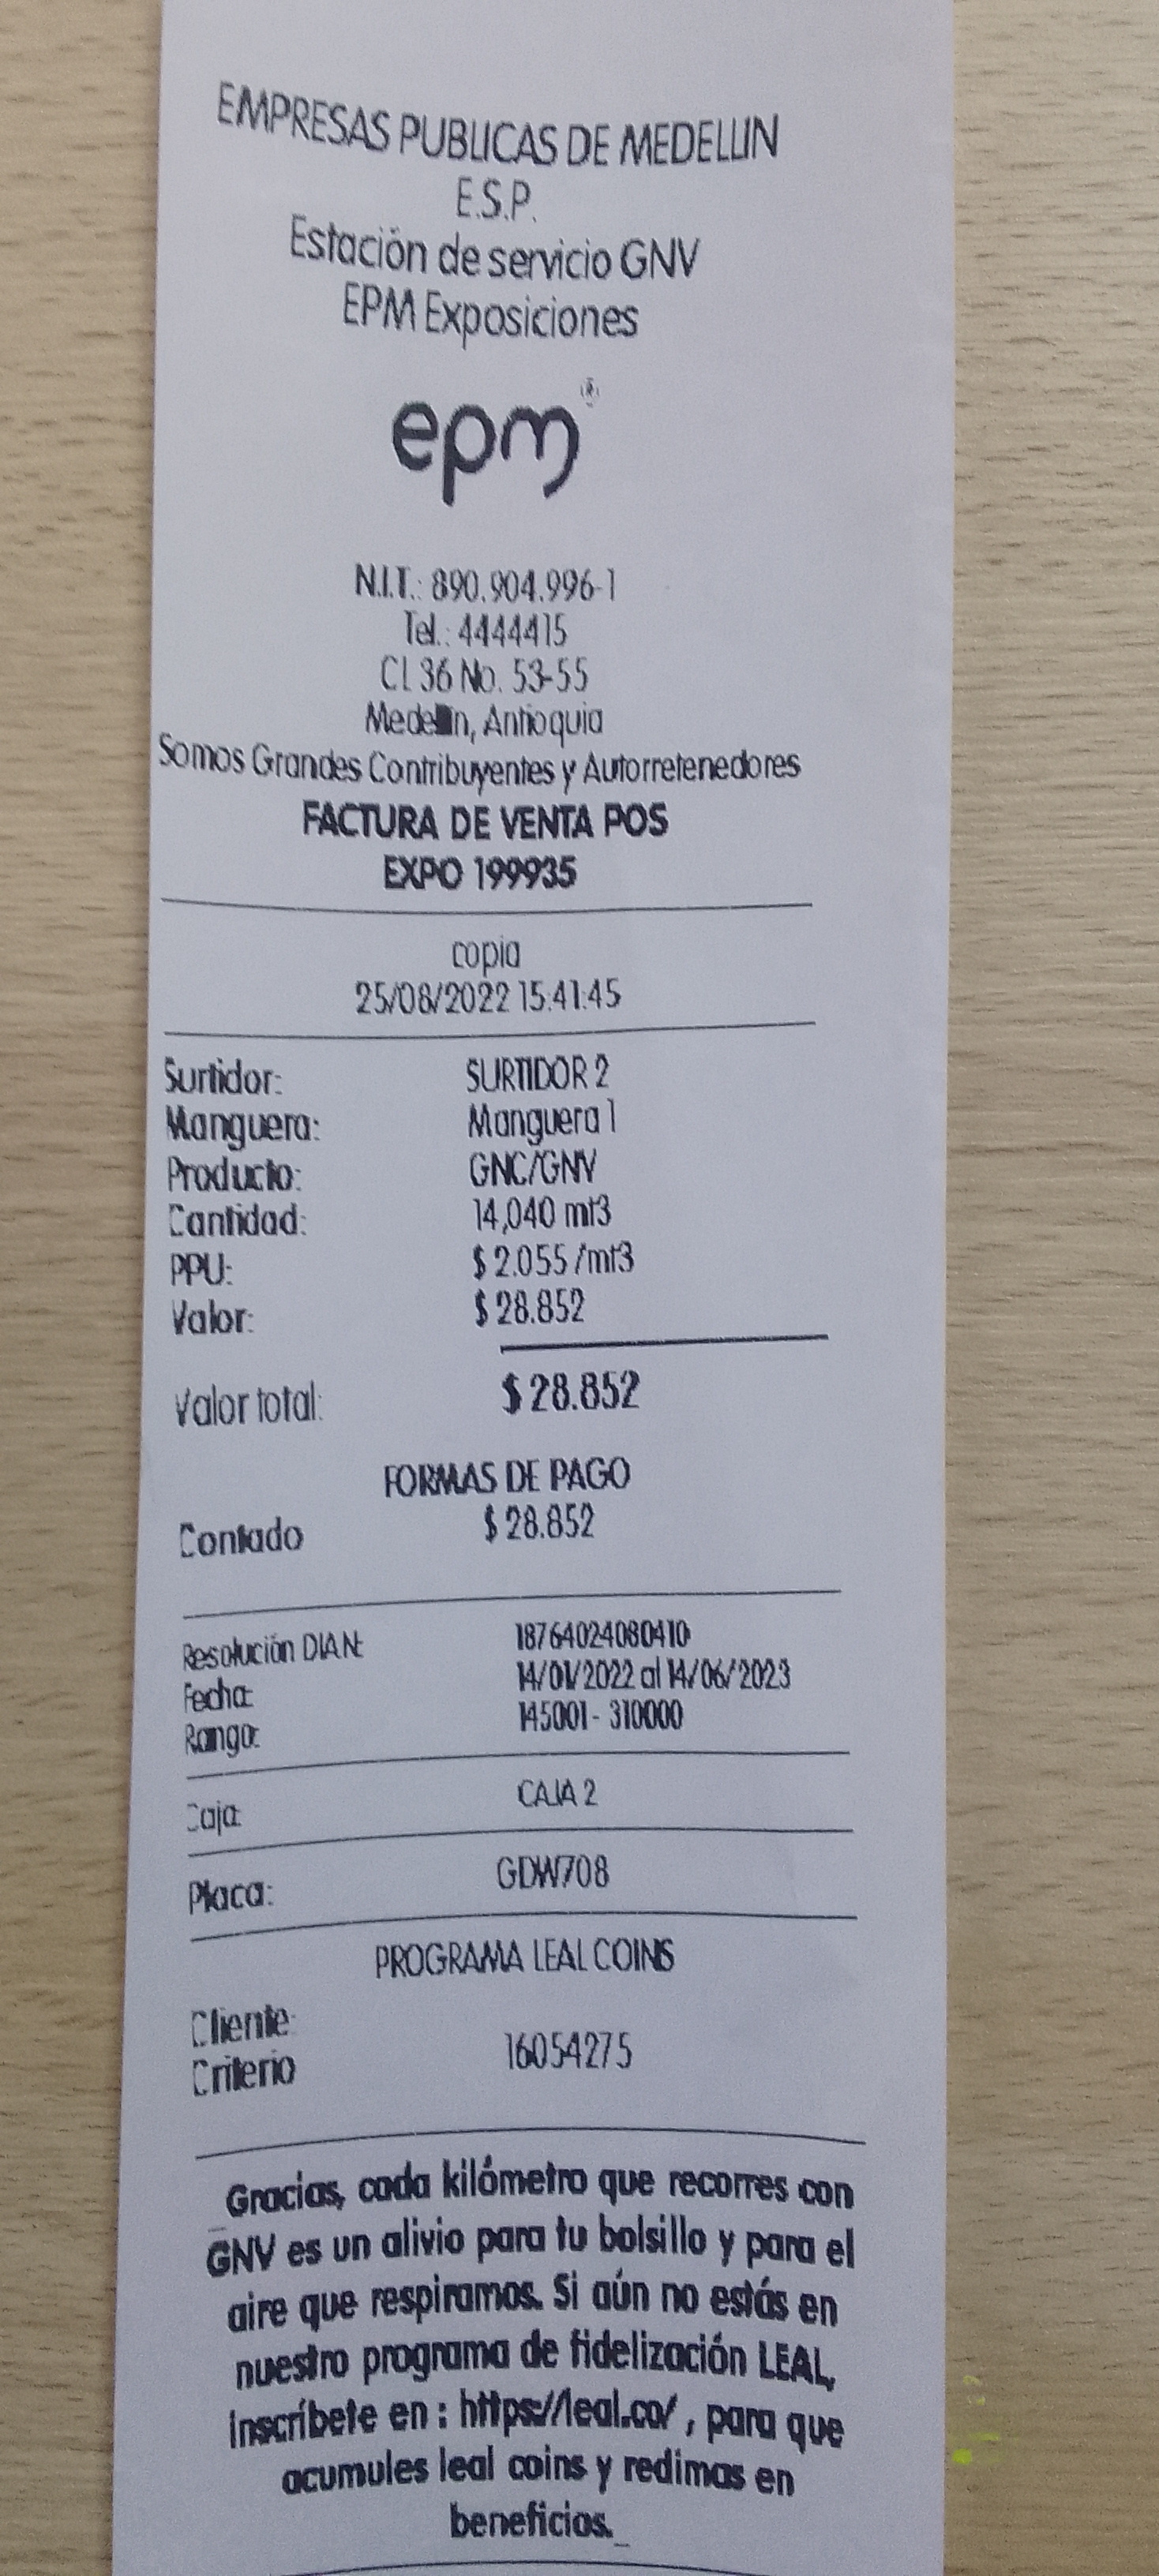 EMPRESAS PUBLICAS DE MEDELLIN
E.S.P.
Estación de servicio GNV
EPM Exposiciones
epm®
N.I.T.: 890.904.996-1
Tel.: 4444415
Cl 36 No. 53-55
Medellín, Antioquia
Somos Grandes Contribuyentes y Autorretenedores
FACTURA DE VENTA POS
EXPO 199935
copia
25/08/2022 15:41:45
Surtidor: SURTIDOR 2
Manguera: Manguera 1
Producto: GNC/GNV
Cantidad: 14,040 mt3
PPU: $ 2.055 /mt3
Valor: $ 28.852
Valor total: $ 28.852
FORMAS DE PAGO
Contado $ 28.852
Resolución DIAN: 18764024080410
Fecha: 14/01/2022 al 14/06/2023
Rango: 145001 - 310000
Caja: CAJA 2
Placa: GDW708
PROGRAMA LEAL COINS
Cliente:
Criterio 16054275
Gracias, cada kilómetro que recorres con
GNV es un alivio para tu bolsillo y para el
aire que respiramos. Si aún no estás en
nuestro programa de fidelización LEAL,
inscríbete en : https://leal.co/ , para que
acumules leal coins y redimas en
beneficios.